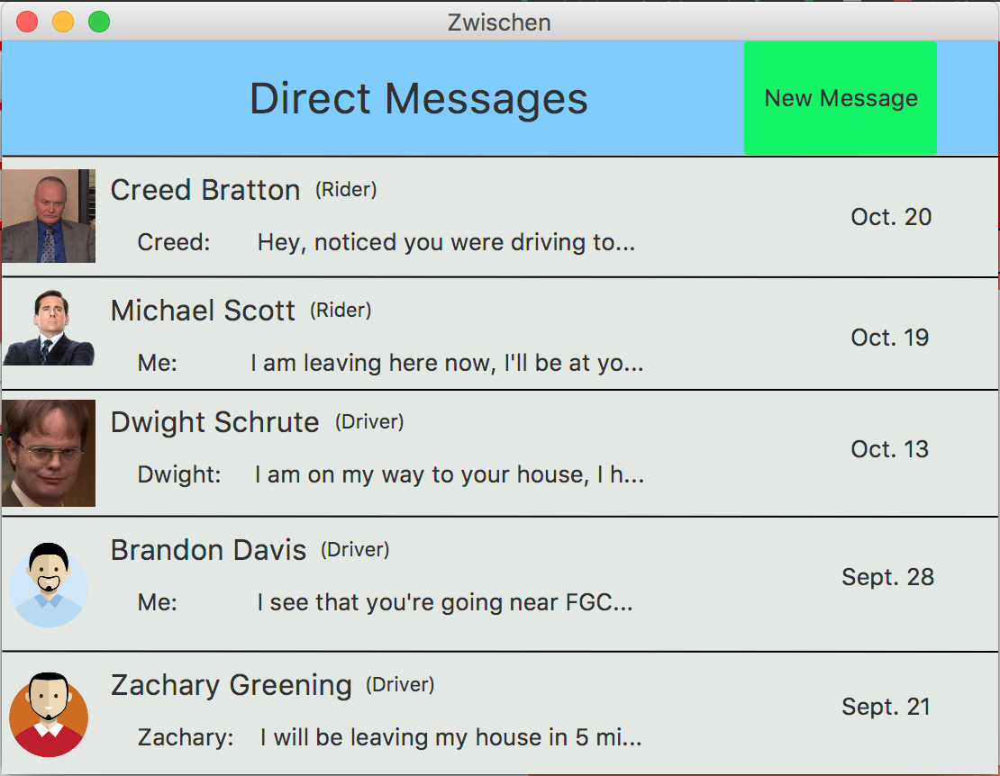 Zwischen
Direct Messages
New Message
Creed Bratton (Rider)
Oct. 20
Creed: Hey, noticed you were driving to...
Michael Scott (Rider)
Oct. 19
Me: I am leaving here now, I'll be at yo...
Dwight Schrute (Driver)
Oct. 13
Dwight: I am on my way to your house, I h...
Brandon Davis (Driver)
Sept. 28
Me: I see that you're going near FGC...
Zachary Greening (Driver)
Sept. 21
Zachary: I will be leaving my house in 5 mi...